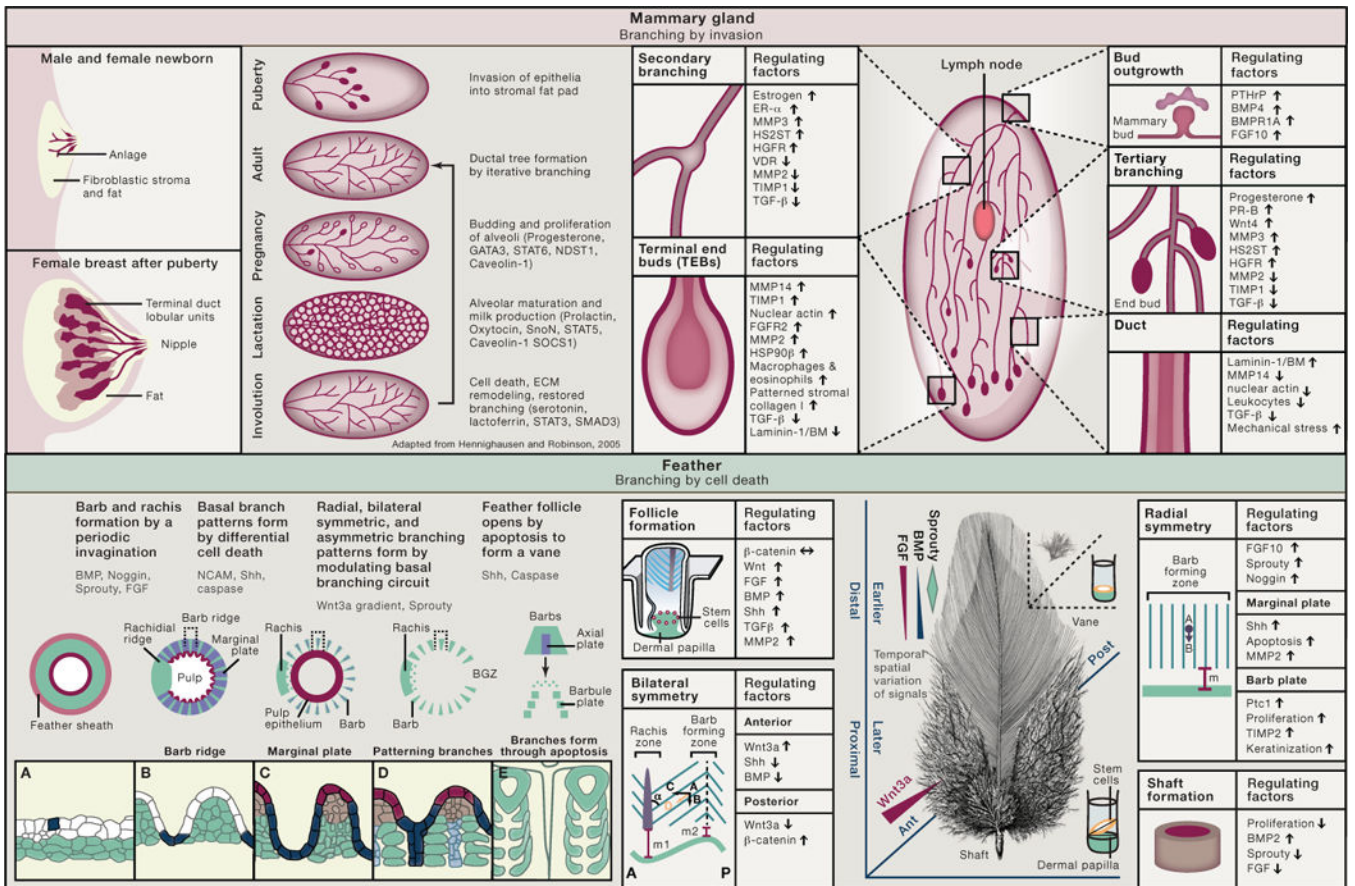 Mammary gland
Branching by invasion
Male and female newborn
Anlage
Fibroblastic stroma
and fat
Female breast after puberty
Terminal duct
lobular units
Nipple
Fat
Puberty
Invasion of epithelia
into stromal fat pad
Adult
Ductal tree formation
by iterative branching
Pregnancy
Budding and proliferation
of alveoli (Progesterone,
GATA3, STAT6, NDST1,
Caveolin-1)
Lactation
Alveolar maturation and
milk production (Prolactin,
Oxytocin, SnoN, STAT5,
Caveolin-1 SOCS1)
Involution
Cell death, ECM
remodeling, restored
branching (serotonin,
lactoferrin, STAT3, SMAD3)
Adapted from Hennighausen and Robinson, 2005
Secondary
branching
Regulating
factors
Estrogen ↑
ER-α ↑
MMP3 ↑
HS2ST ↑
HGFR ↑
VDR ↓
MMP2 ↓
TIMP1 ↓
TGF-β ↓
Terminal end
buds (TEBs)
Regulating
factors
MMP14 ↑
TIMP1 ↑
Nuclear actin ↑
FGFR2 ↑
MMP2 ↑
HSP90β ↑
Macrophages &
eosinophils ↑
Patterned stromal
collagen I ↑
TGF-β ↓
Laminin-1/BM ↓
Lymph node
Bud
outgrowth
Mammary
bud
Regulating
factors
PTHrP ↑
BMP4 ↑
BMPR1A ↑
FGF10 ↑
Tertiary
branching
End bud
Regulating
factors
Progesterone ↑
PR-B ↑
Wnt4 ↑
MMP3 ↑
HS2ST ↑
HGFR ↑
MMP2 ↓
TIMP1 ↓
TGF-β ↓
Duct
Regulating
factors
Laminin-1/BM ↑
MMP14 ↓
nuclear actin ↓
Leukocytes ↓
TGF-β ↓
Mechanical stress ↑
Feather
Branching by cell death
Barb and rachis
formation by a
periodic
invagination
BMP, Noggin,
Sprouty, FGF
Basal branch
patterns form
by differential
cell death
NCAM, Shh,
caspase
Radial, bilateral
symmetric, and
asymmetric branching
patterns form by
modulating basal
branching circuit
Wnt3a gradient, Sprouty
Feather follicle
opens by
apoptosis to
form a vane
Shh, Caspase
Feather sheath
Rachidial
ridge
Barb ridge
Marginal
plate
Pulp
Rachis
Pulp
epithelium
Barb
Rachis
BGZ
Barb
Barbs
Axial
plate
Barbule
plate
Barb ridge
Marginal plate
Patterning branches
Branches form
through apoptosis
A
B
C
D
E
Follicle
formation
Stem
cells
Dermal papilla
Regulating
factors
β-catenin ↔
Wnt ↑
FGF ↑
BMP ↑
Shh ↑
TGFβ ↑
MMP2 ↑
Bilateral
symmetry
Rachis
zone
Barb
forming
zone
α
C
A
B
m1
m2
A
P
Regulating
factors
Anterior
Wnt3a ↑
Shh ↓
BMP ↓
Posterior
Wnt3a ↓
β-catenin ↑
Distal
Earlier
FGF
BMP
Sprouty
Temporal
spatial
variation of
signals
Proximal
Later
Wnt3a
Ant
Post
Vane
Shaft
Stem
cells
Dermal papilla
Radial
symmetry
Barb
forming
zone
A
B
m
Regulating
factors
FGF10 ↑
Sprouty ↑
Noggin ↑
Marginal plate
Shh ↑
Apoptosis ↑
MMP2 ↑
Barb plate
Ptc1 ↑
Proliferation ↑
TIMP2 ↑
Keratinization ↑
Shaft
formation
Regulating
factors
Proliferation ↓
BMP2 ↑
Sprouty ↓
FGF ↓